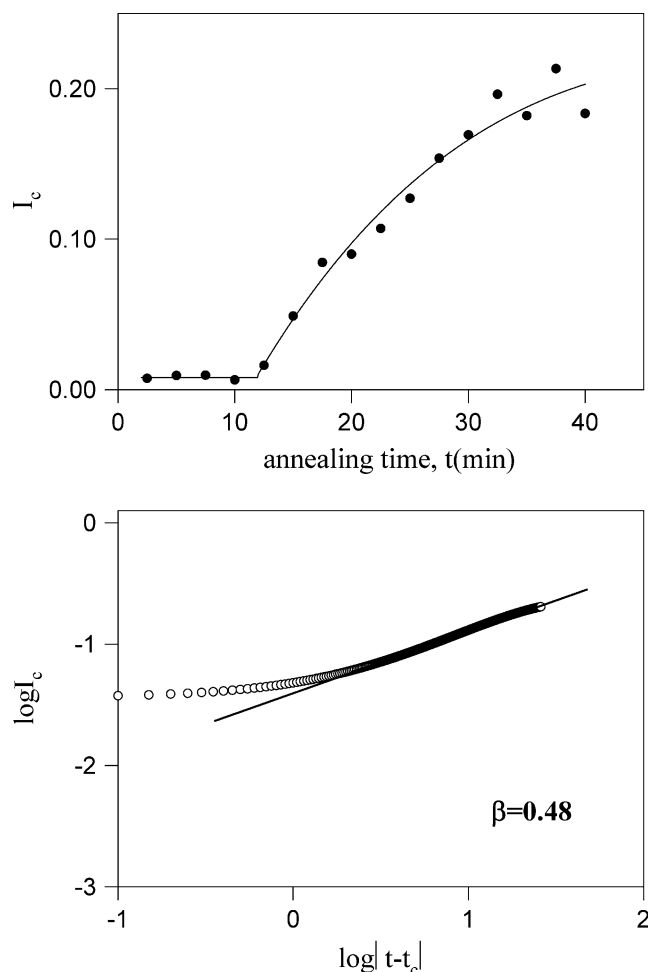 0.20
I_c
0.10
0.00
0 10 20 30 40
annealing time, t(min)
0
-1
logI_c
-2
β=0.48
-3
-1 0 1 2
log| t-t_c|